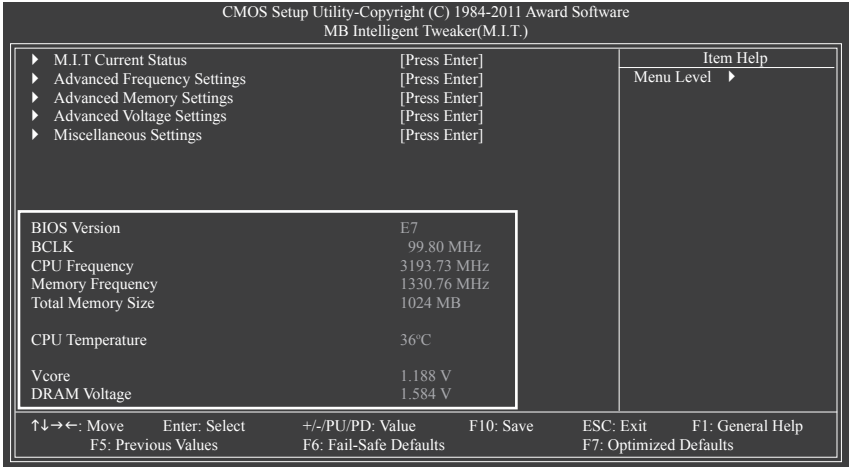 CMOS Setup Utility-Copyright (C) 1984-2011 Award Software
MB Intelligent Tweaker(M.I.T.)
M.I.T Current Status [Press Enter]
Advanced Frequency Settings [Press Enter]
Advanced Memory Settings [Press Enter]
Advanced Voltage Settings [Press Enter]
Miscellaneous Settings [Press Enter]
Item Help
Menu Level
BIOS Version E7
BCLK 99.80 MHz
CPU Frequency 3193.73 MHz
Memory Frequency 1330.76 MHz
Total Memory Size 1024 MB
CPU Temperature 36°C
Vcore 1.188 V
DRAM Voltage 1.584 V
↑↓→←: Move Enter: Select +/-/PU/PD: Value F10: Save ESC: Exit F1: General Help
F5: Previous Values F6: Fail-Safe Defaults F7: Optimized Defaults